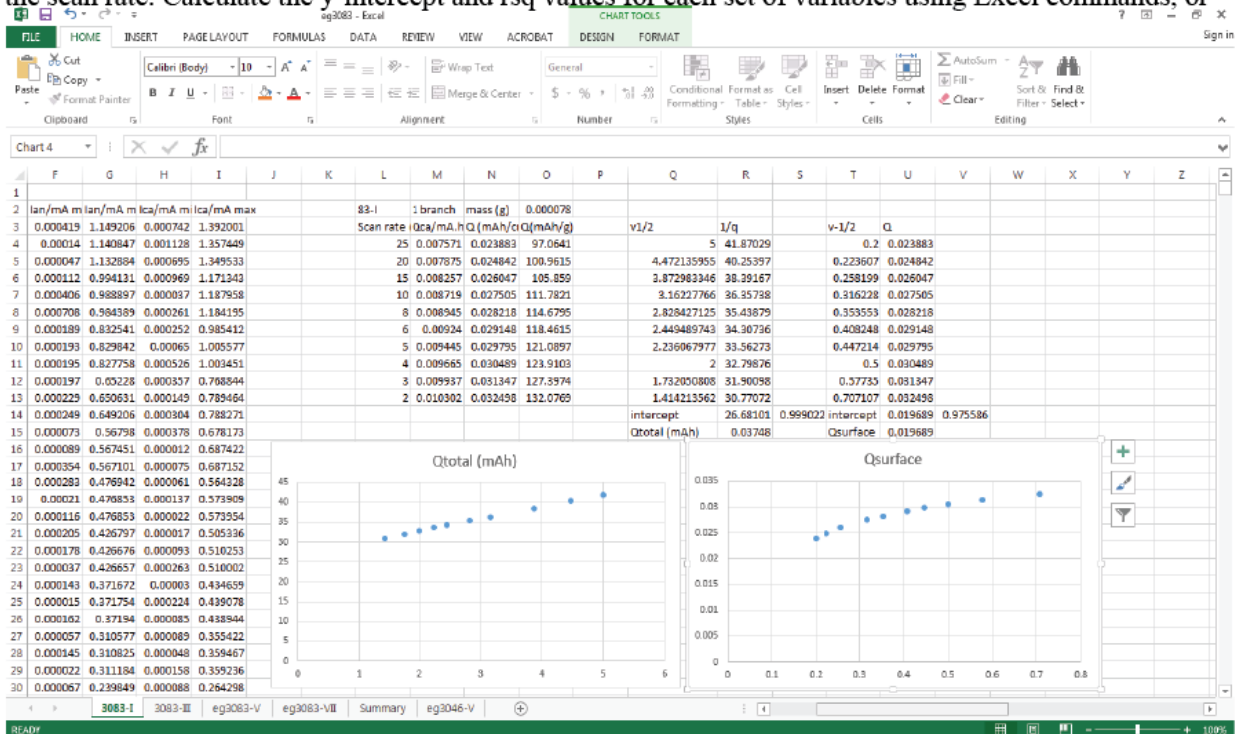 the scan rate. Calculate the y-intercept and rsq values for each set of variables using Excel commands, or
eg3083 - Excel
CHART TOOLS
Sign in
FILE HOME INSERT PAGE LAYOUT FORMULAS DATA REVIEW VIEW ACROBAT DESIGN FORMAT
Cut
Copy
Format Painter
Paste
Clipboard
Calibri (Body) 10
B I U
Font
Wrap Text
Merge & Center
Alignment
General
$ - % ,
Number
Conditional Formatting
Format as Table
Cell Styles
Styles
Insert Delete Format
Cells
AutoSum
Fill
Clear
Sort & Filter
Find & Select
Editing
Chart 4 fx
F G H I J K L M N O P Q R S T U V W X Y Z
1
2 Ian/mA m Ian/mA m Ica/mA mi Ica/mA max 83-I 1 branch mass (g) 0.000078
3 0.000419 1.149206 0.000742 1.392001 Scan rate ( Qca/mA.h Q (mAh/c Q(mAh/g) v1/2 1/q v-1/2 Q
4 0.00014 1.140847 0.001128 1.357449 25 0.007571 0.023883 97.0641 5 41.87029 0.2 0.023883
5 0.000047 1.132884 0.000695 1.349533 20 0.007875 0.024842 100.9615 4.472135955 40.25397 0.223607 0.024842
6 0.000112 0.994131 0.000969 1.171343 15 0.008257 0.026047 105.859 3.872983346 38.39167 0.258199 0.026047
7 0.000406 0.988897 0.000037 1.187958 10 0.008719 0.027505 111.7821 3.16227766 36.35738 0.316228 0.027505
8 0.000708 0.984389 0.000261 1.184195 8 0.008945 0.028218 114.6795 2.828427125 35.43879 0.353553 0.028218
9 0.000189 0.832541 0.000252 0.985412 6 0.00924 0.029148 118.4615 2.449489743 34.30736 0.408248 0.029148
10 0.000193 0.829842 0.00065 1.005577 5 0.009445 0.029795 121.0897 2.236067977 33.56273 0.447214 0.029795
11 0.000195 0.827758 0.000526 1.003451 4 0.009665 0.030489 123.9103 2 32.79876 0.5 0.030489
12 0.000197 0.65228 0.000357 0.768844 3 0.009937 0.031347 127.3974 1.732050808 31.90098 0.57735 0.031347
13 0.000229 0.650631 0.000149 0.789464 2 0.010302 0.032498 132.0769 1.414213562 30.77072 0.707107 0.032498
14 0.000249 0.649206 0.000304 0.788271 intercept 26.68101 0.999022 intercept 0.019689 0.975586
15 0.000073 0.56798 0.000378 0.678173 Qtotal (mAh) 0.03748 Qsurface 0.019689
16 0.000089 0.567451 0.000012 0.687422
17 0.000354 0.567101 0.000075 0.687152
18 0.000283 0.476942 0.000061 0.564328
19 0.00021 0.476853 0.000137 0.573909
20 0.000116 0.476853 0.000022 0.573954
21 0.000205 0.426797 0.000017 0.505336
22 0.000178 0.426676 0.000093 0.510253
23 0.000037 0.426657 0.000263 0.510002
24 0.000143 0.371672 0.00003 0.434659
25 0.000015 0.371754 0.000224 0.439078
26 0.000162 0.37194 0.000085 0.438944
27 0.000057 0.310577 0.000089 0.355422
28 0.000145 0.310825 0.000048 0.359467
29 0.000022 0.311184 0.000158 0.359236
30 0.000067 0.239849 0.000088 0.264298
Qtotal (mAh)
45
40
35
30
25
20
15
10
5
0
0 1 2 3 4 5 6
Qsurface
0.035
0.03
0.025
0.02
0.015
0.01
0.005
0
0 0.1 0.2 0.3 0.4 0.5 0.6 0.7 0.8
3083-I 3083-III eg3083-V eg3083-VII Summary eg3046-V
READY 100%